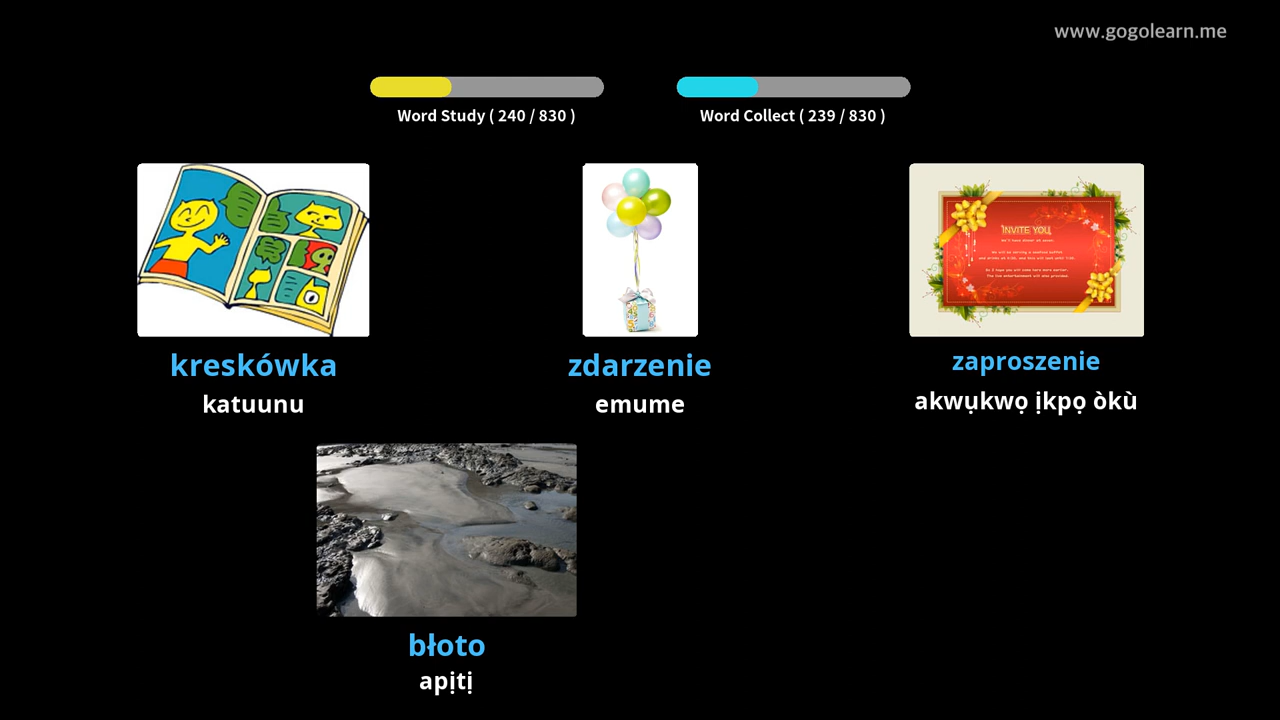 www.gogolearn.me
Word Study ( 240 / 830 )
Word Collect ( 239 / 830 )
INVITE YOU
kreskówka
zdarzenie
zaproszenie
katuunu
emume
akwụkwọ ịkpọ òkù
błoto
apịtị